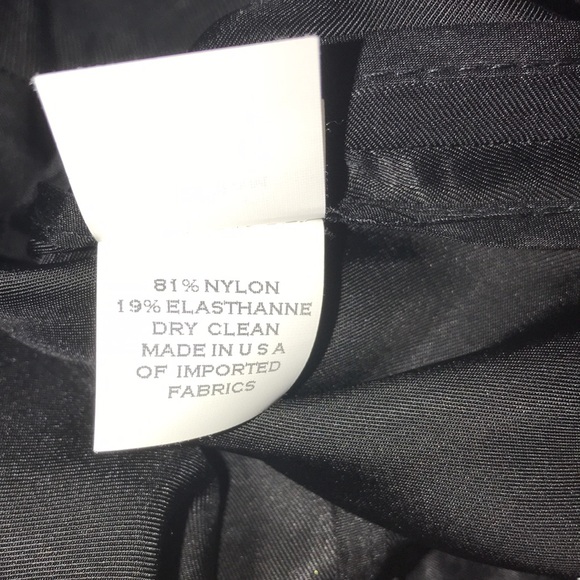 81% NYLON
19% ELASTHANNE
DRY CLEAN
MADE IN U S A
OF IMPORTED
FABRICS